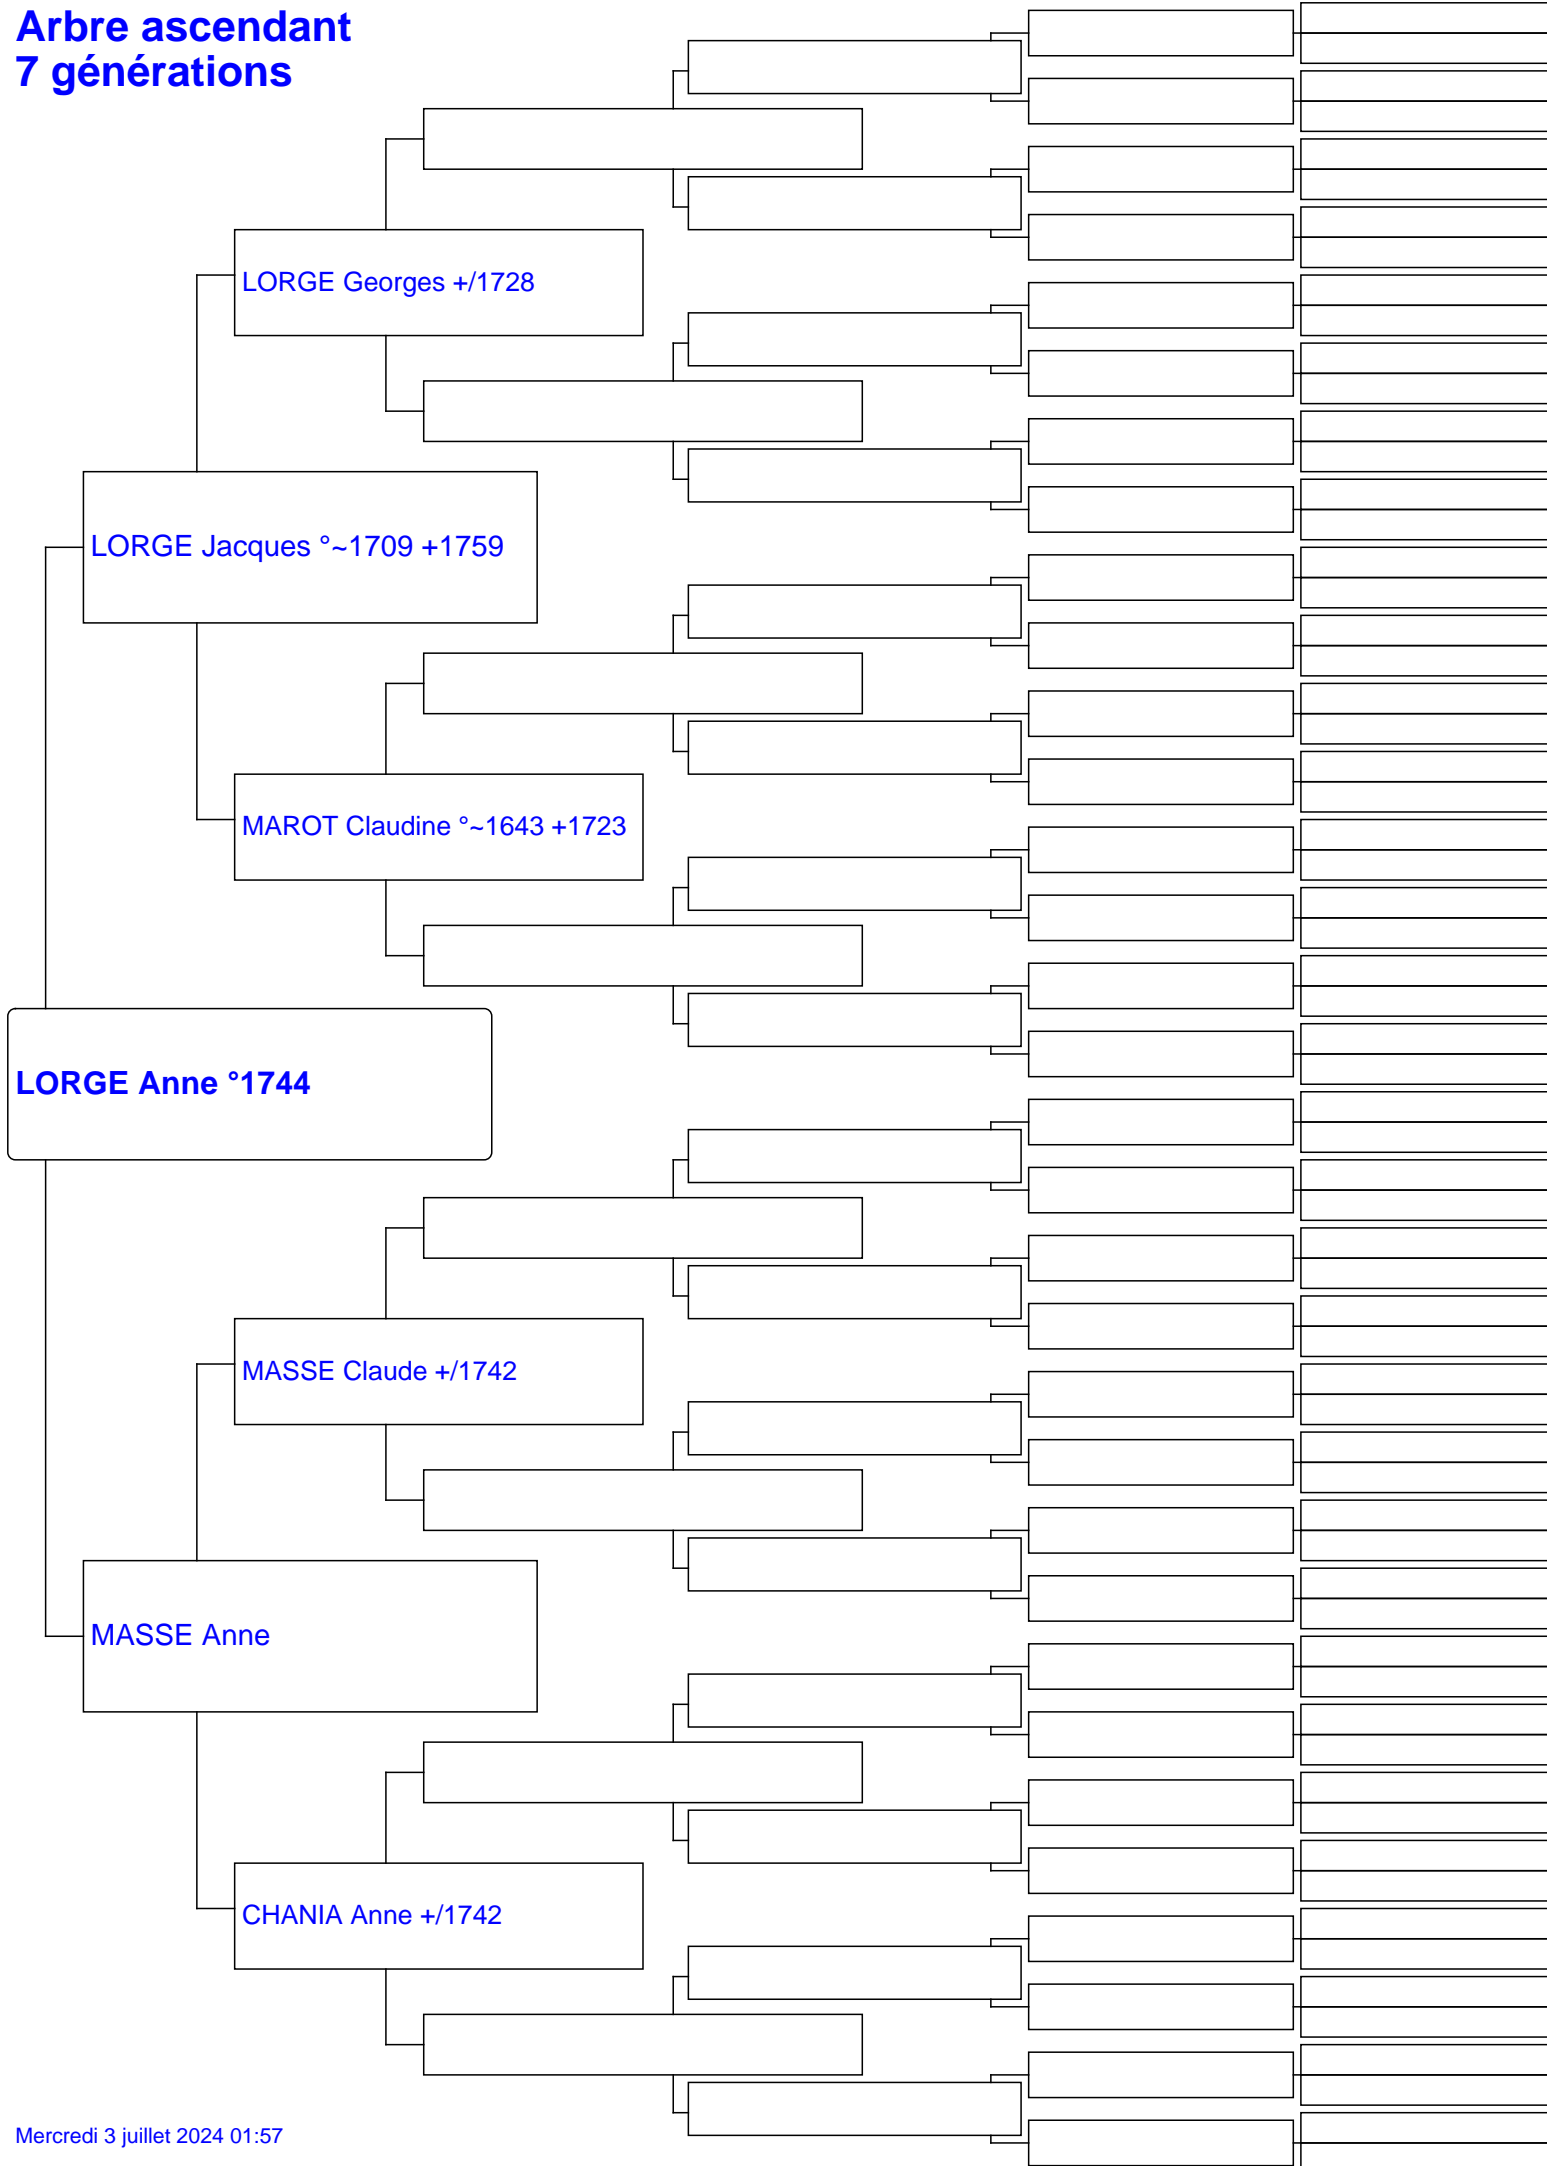 Arbre ascendant
7 générations
LORGE Georges +/1728
LORGE Jacques °~1709 +1759
MAROT Claudine °~1643 +1723
LORGE Anne °1744
MASSE Claude +/1742
MASSE Anne
CHANIA Anne +/1742
Mercredi 3 juillet 2024 01:57